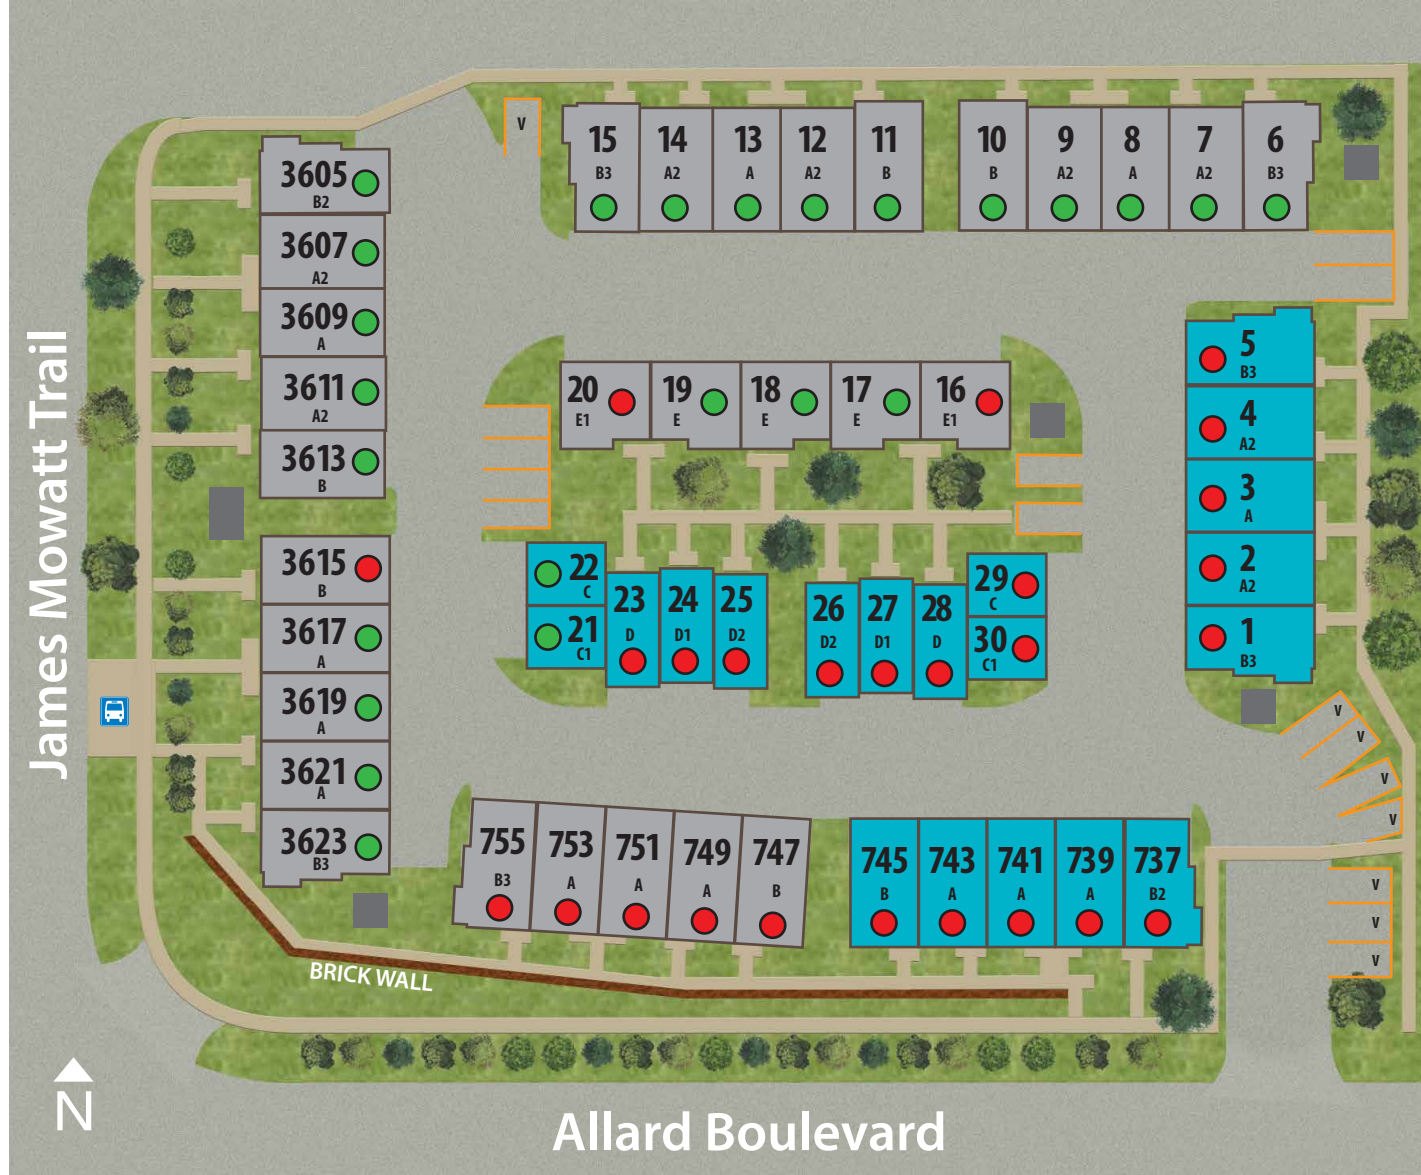 V
15
B3
14
A2
13
A
12
A2
11
B
10
B
9
A2
8
A
7
A2
6
B3
3605
B2
3607
A2
3609
A
3611
A2
3613
B
20
E1
19
E
18
E
17
E
16
E1
5
B3
4
A2
3
A
2
A2
1
B3
James Mowatt Trail
3615
B
3617
A
3619
A
3621
A
3623
B3
22
C
21
C1
23
D
24
D1
25
D2
26
D2
27
D1
28
D
29
C
30
C1
V
V
V
V
755
B3
753
A
751
A
749
A
747
B
745
B
743
A
741
A
739
A
737
B2
V
V
V
BRICK WALL
N
Allard Boulevard